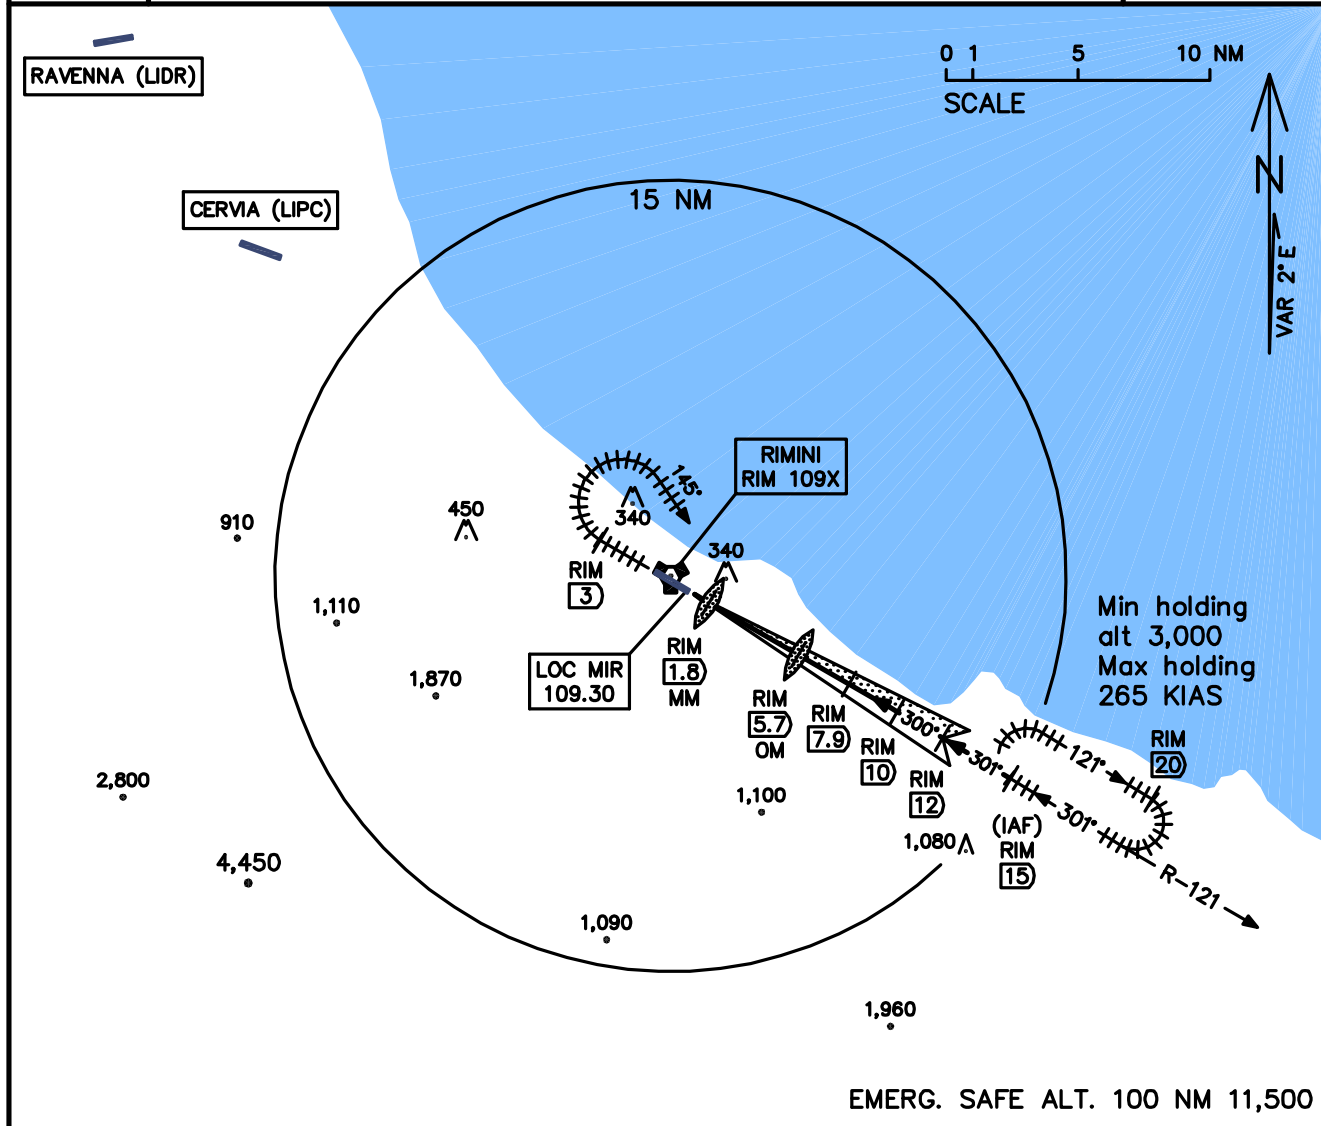 RAVENNA (LIDR)
0 1 5 10 NM
SCALE
N
VAR 2° E
CERVIA (LIPC)
15 NM
RIMINI
RIM 109X
145°
340
450
910
340
RIM
3
1,110
LOC MIR
109.30
RIM
1.8
MM
1,870
RIM
5.7
OM
RIM
7.9
RIM
10
RIM
12
300°
301°
121°
301°
Min holding
alt 3,000
Max holding
265 KIAS
RIM
20
2,800
1,100
1,080
(IAF)
RIM
15
R-121
4,450
1,090
1,960
EMERG. SAFE ALT. 100 NM 11,500